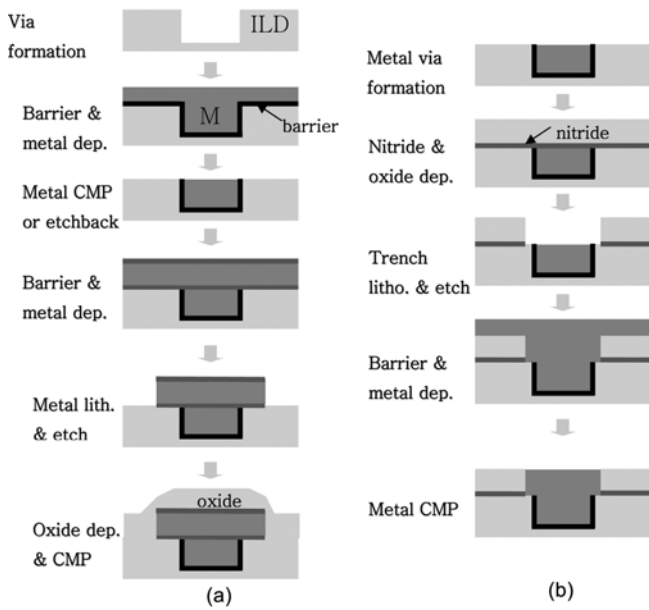 Via
formation
ILD
Barrier &
metal dep.
M
barrier
Metal CMP
or etchback
Barrier &
metal dep.
Metal lith.
& etch
oxide
Oxide dep.
& CMP
(a)
Metal via
formation
nitride
Nitride &
oxide dep.
Trench
litho. & etch
Barrier &
metal dep.
Metal CMP
(b)